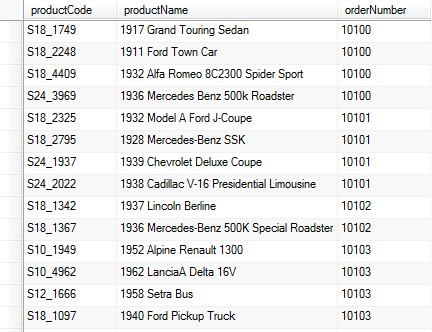 productCode productName orderNumber
S18_1749 1917 Grand Touring Sedan 10100
S18_2248 1911 Ford Town Car 10100
S18_4409 1932 Alfa Romeo 8C2300 Spider Sport 10100
S24_3969 1936 Mercedes Benz 500k Roadster 10100
S18_2325 1932 Model A Ford J-Coupe 10101
S18_2795 1928 Mercedes-Benz SSK 10101
S24_1937 1939 Chevrolet Deluxe Coupe 10101
S24_2022 1938 Cadillac V-16 Presidential Limousine 10101
S18_1342 1937 Lincoln Berline 10102
S18_1367 1936 Mercedes-Benz 500K Special Roadster 10102
S10_1949 1952 Alpine Renault 1300 10103
S10_4962 1962 LanciaA Delta 16V 10103
S12_1666 1958 Setra Bus 10103
S18_1097 1940 Ford Pickup Truck 10103